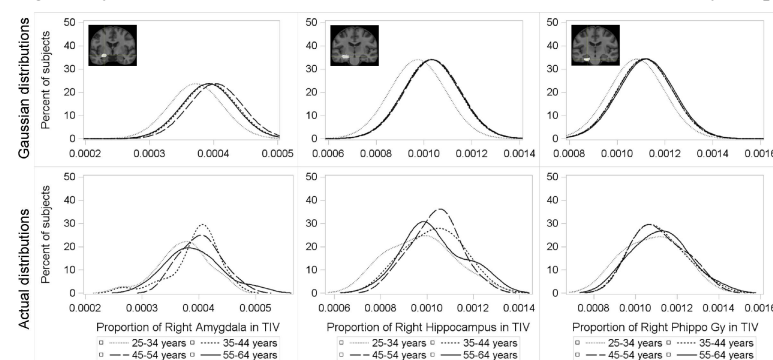 Gaussian distributions
Percent of subjects
50
40
30
20
10
0
0.0002 0.0003 0.0004 0.0005
50
40
30
20
10
0
0.0006 0.0008 0.0010 0.0012 0.0014
50
40
30
20
10
0
0.0008 0.0010 0.0012 0.0014 0.0016
Actual distributions
Percent of subjects
50
40
30
20
10
0
0.0002 0.0003 0.0004 0.0005
Proportion of Right Amygdala in TIV
25-34 years 35-44 years
45-54 years 55-64 years
50
40
30
20
10
0
0.0006 0.0008 0.0010 0.0012 0.0014
Proportion of Right Hippocampus in TIV
25-34 years 35-44 years
45-54 years 55-64 years
50
40
30
20
10
0
0.0008 0.0010 0.0012 0.0014 0.0016
Proportion of Right Phippo Gy in TIV
25-34 years 35-44 years
45-54 years 55-64 years